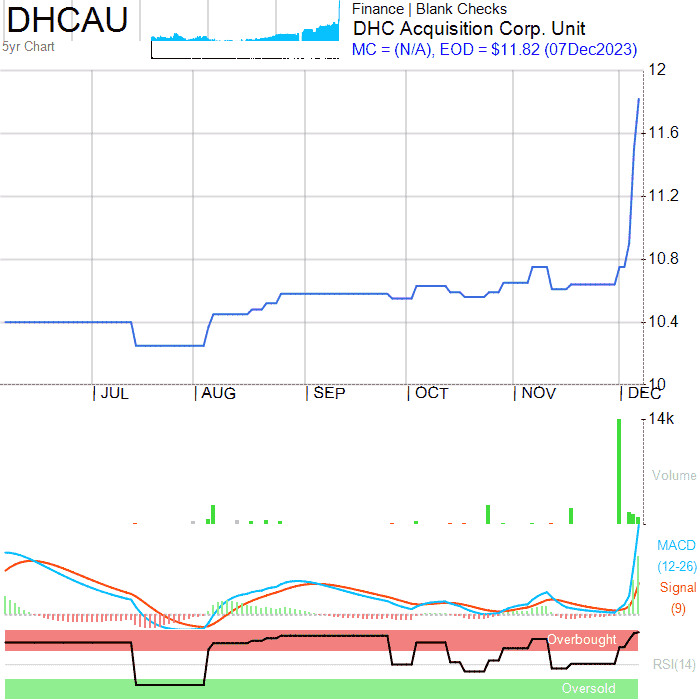 DHCAU
5yr Chart
Finance | Blank Checks
DHC Acquisition Corp. Unit
MC = (N/A), EOD = $11.82 (07Dec2023)
12
11.6
11.2
10.8
10.4
10
JUL
AUG
SEP
OCT
NOV
DEC
14k
Volume
MACD
(12-26)
Signal
(9)
Overbought
RSI(14)
Oversold